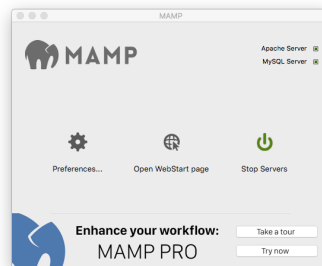 MAMP
MAMP
Apache Server
MySQL Server
Preferences...
Open WebStart page
Stop Servers
Enhance your workflow:
MAMP PRO
Take a tour
Try now